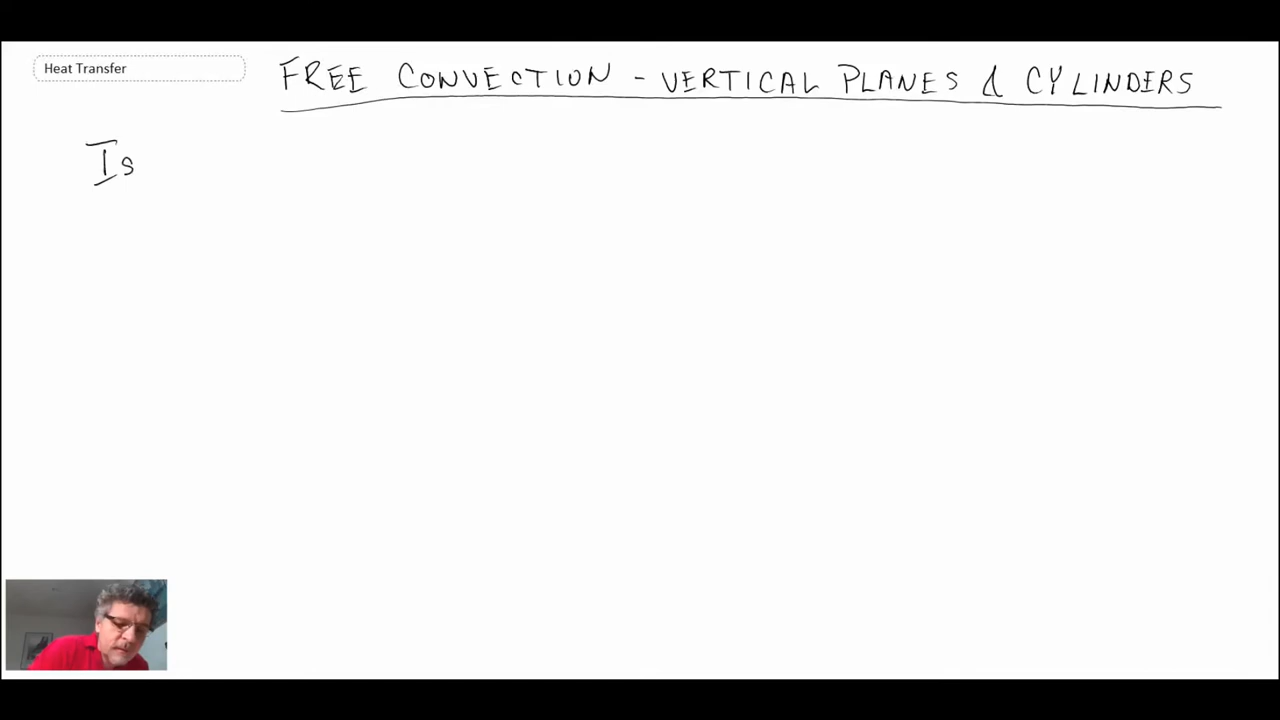 Heat Transfer
FREE CONVECTION - VERTICAL PLANES & CYLINDERS
Is